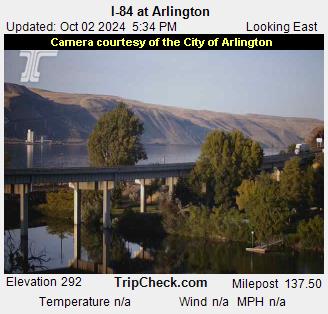 I-84 at Arlington
Updated: Oct 02 2024 5:34 PM Looking East
Camera courtesy of the City of Arlington
Elevation 292 TripCheck.com Milepost 137.50
Temperature n/a Wind n/a MPH n/a